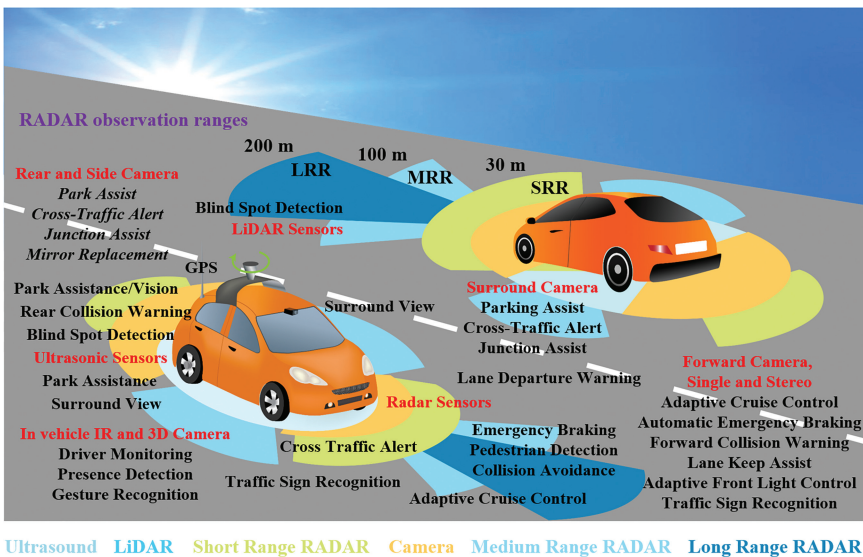 RADAR observation ranges
200 m
100 m
30 m
LRR
MRR
SRR
Rear and Side Camera
Park Assist
Cross-Traffic Alert
Junction Assist
Mirror Replacement
Blind Spot Detection
LiDAR Sensors
GPS
Park Assistance/Vision
Rear Collision Warning
Blind Spot Detection
Ultrasonic Sensors
Park Assistance
Surround View
Surround View
Surround Camera
Parking Assist
Cross-Traffic Alert
Junction Assist
Lane Departure Warning
Radar Sensors
In vehicle IR and 3D Camera
Driver Monitoring
Presence Detection
Gesture Recognition
Cross Traffic Alert
Traffic Sign Recognition
Emergency Braking
Pedestrian Detection
Collision Avoidance
Adaptive Cruise Control
Forward Camera,
Single and Stereo
Adaptive Cruise Control
Automatic Emergency Braking
Forward Collision Warning
Lane Keep Assist
Adaptive Front Light Control
Traffic Sign Recognition
Ultrasound LiDAR Short Range RADAR Camera Medium Range RADAR Long Range RADAR